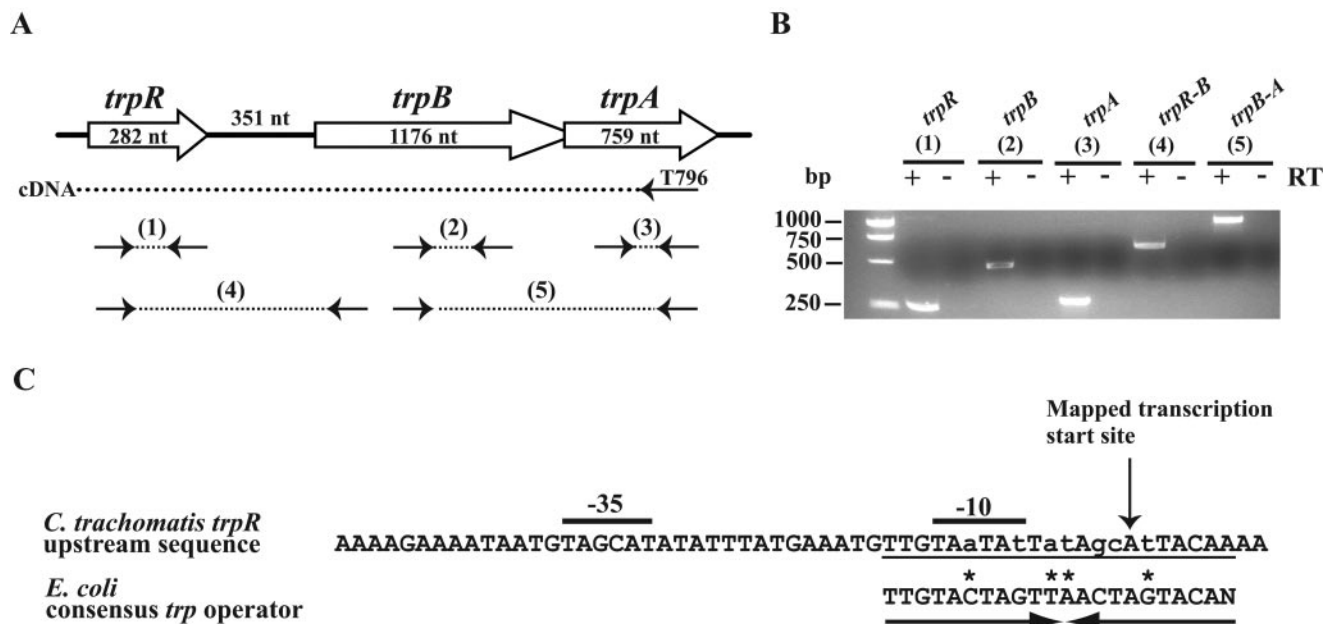 A
trpR
trpB
trpA
351 nt
282 nt
1176 nt
759 nt
cDNA
T796
(1)
(2)
(3)
(4)
(5)
B
trpR
trpB
trpA
trpR-B
trpB-A
(1) (2) (3) (4) (5)
bp + - + - + - + - + - RT
1000
750
500
250
C
Mapped transcription
start site
-35
-10
C. trachomatis trpR
upstream sequence
AAAAGAAAATAATGTAGCATATATTTATGAAATGTTGTAaTAtTatAgcAtTACAAAA
* ** *
E. coli
consensus trp operator
TTGTACTAGTTAACTAGTACAN